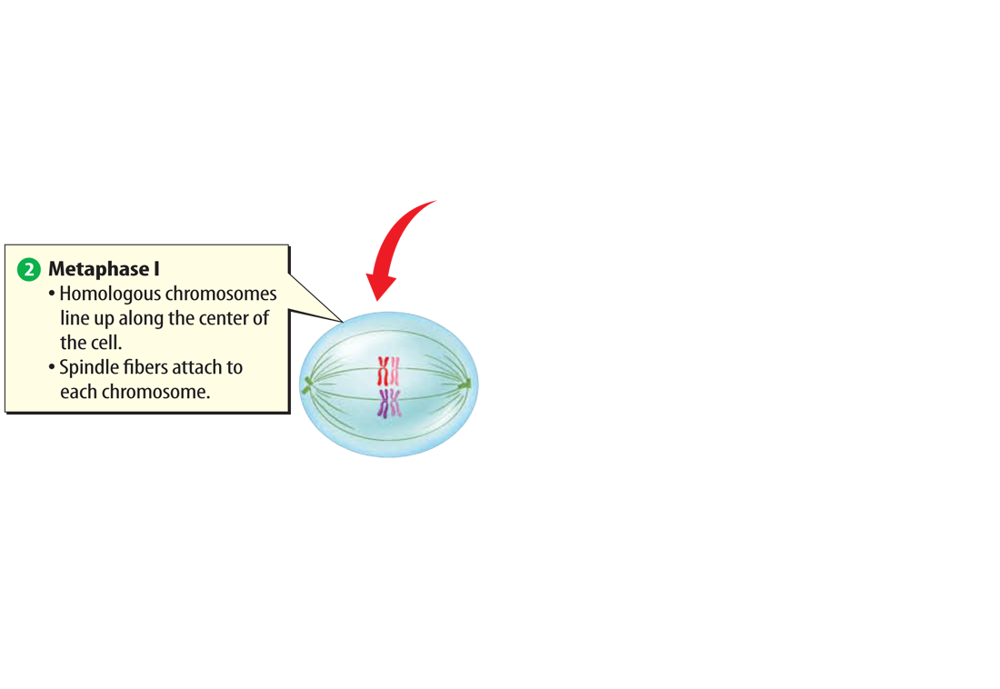 2 Metaphase I
• Homologous chromosomes
line up along the center of
the cell.
• Spindle fibers attach to
each chromosome.